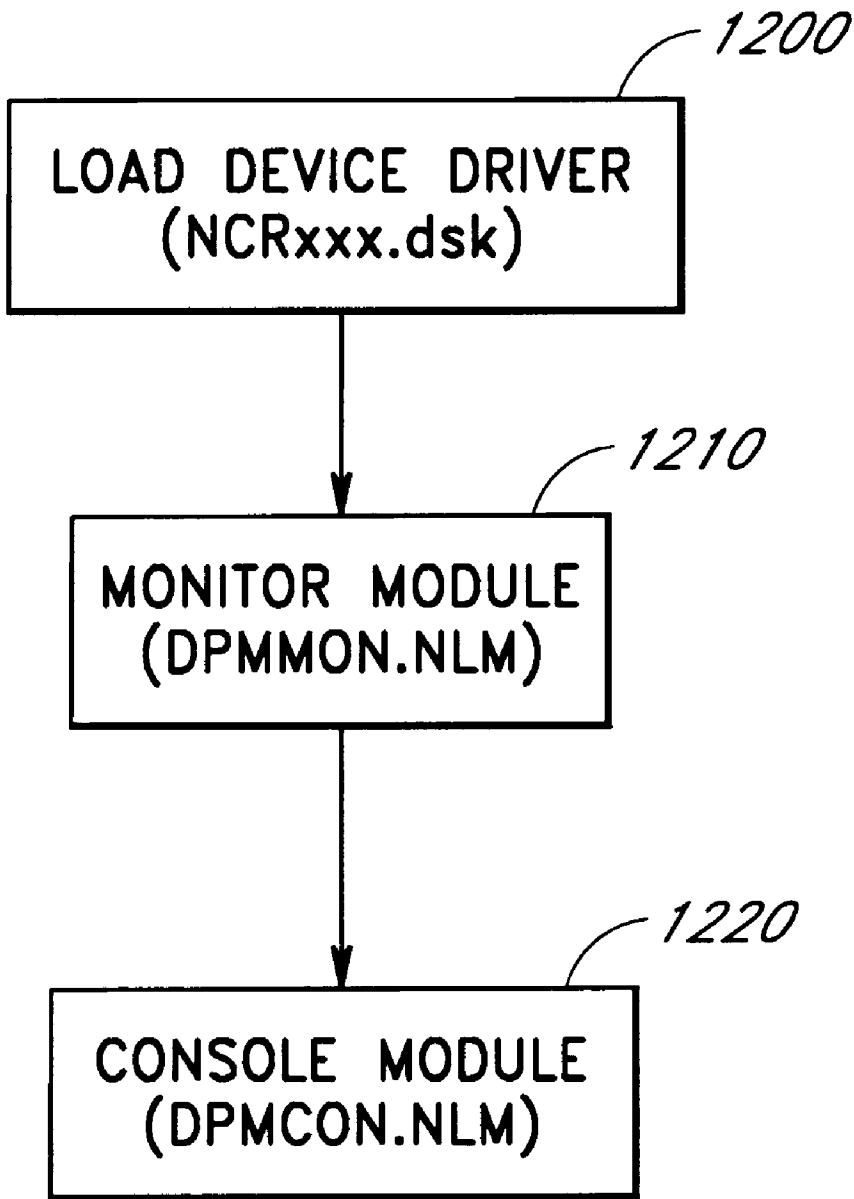 1200
LOAD DEVICE DRIVER
(NCRxxx.dsk)
1210
MONITOR MODULE
(DPMMON.NLM)
1220
CONSOLE MODULE
(DPMCON.NLM)